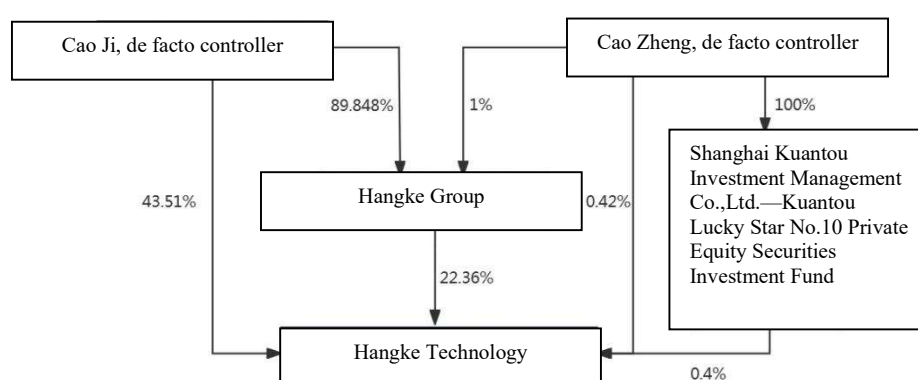 Cao Ji, de facto controller
Cao Zheng, de facto controller
89.848%
1%
100%
Shanghai Kuantou
Investment Management
Co.,Ltd.—Kuantou
Lucky Star No.10 Private
Equity Securities
Investment Fund
Hangke Group
43.51%
0.42%
22.36%
Hangke Technology
0.4%